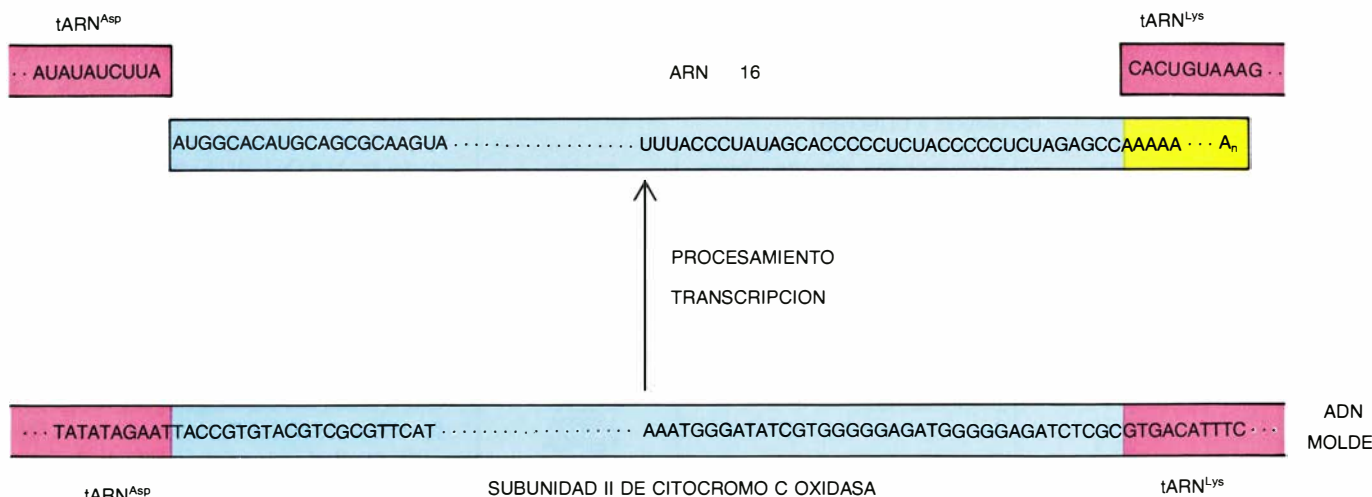 tARN^Asp
tARN^Lys
·· AUAUAUCUUA
ARN 16
CACUGUAAAG ··
AUGGCACAUGCAGCGCAAGUA ················· UUUACCCUAUAGCACCCCCUCUACCCCCUCUAGAGCCAAAAA ··· Aₙ
PROCESAMIENTO
TRANSCRIPCION
··· TATATAGAATTACCGTGTACGTCGCGTTCAT ··················· AAATGGGATATCGTGGGGGAGATGGGGGAGATCTCGCGTGACATTTC ···
ADN
MOLDE
tARN^Asp
SUBUNIDAD II DE CITOCROMO C OXIDASA
tARN^Lys